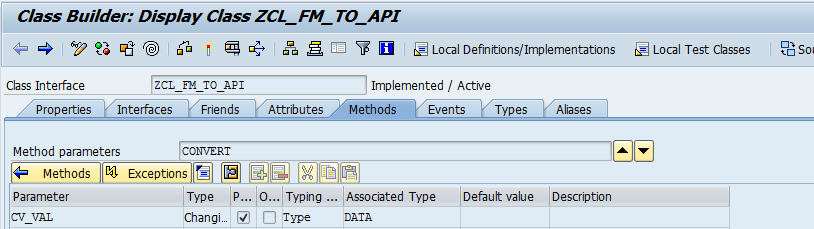 Class Builder: Display Class ZCL_FM_TO_API
Local Definitions/Implementations Local Test Classes Sou
Class Interface ZCL_FM_TO_API Implemented / Active
Properties Interfaces Friends Attributes Methods Events Types Aliases
Method parameters CONVERT
Methods Exceptions
Parameter Type P... O... Typing ... Associated Type Default value Description
CV_VAL Changi... Type DATA